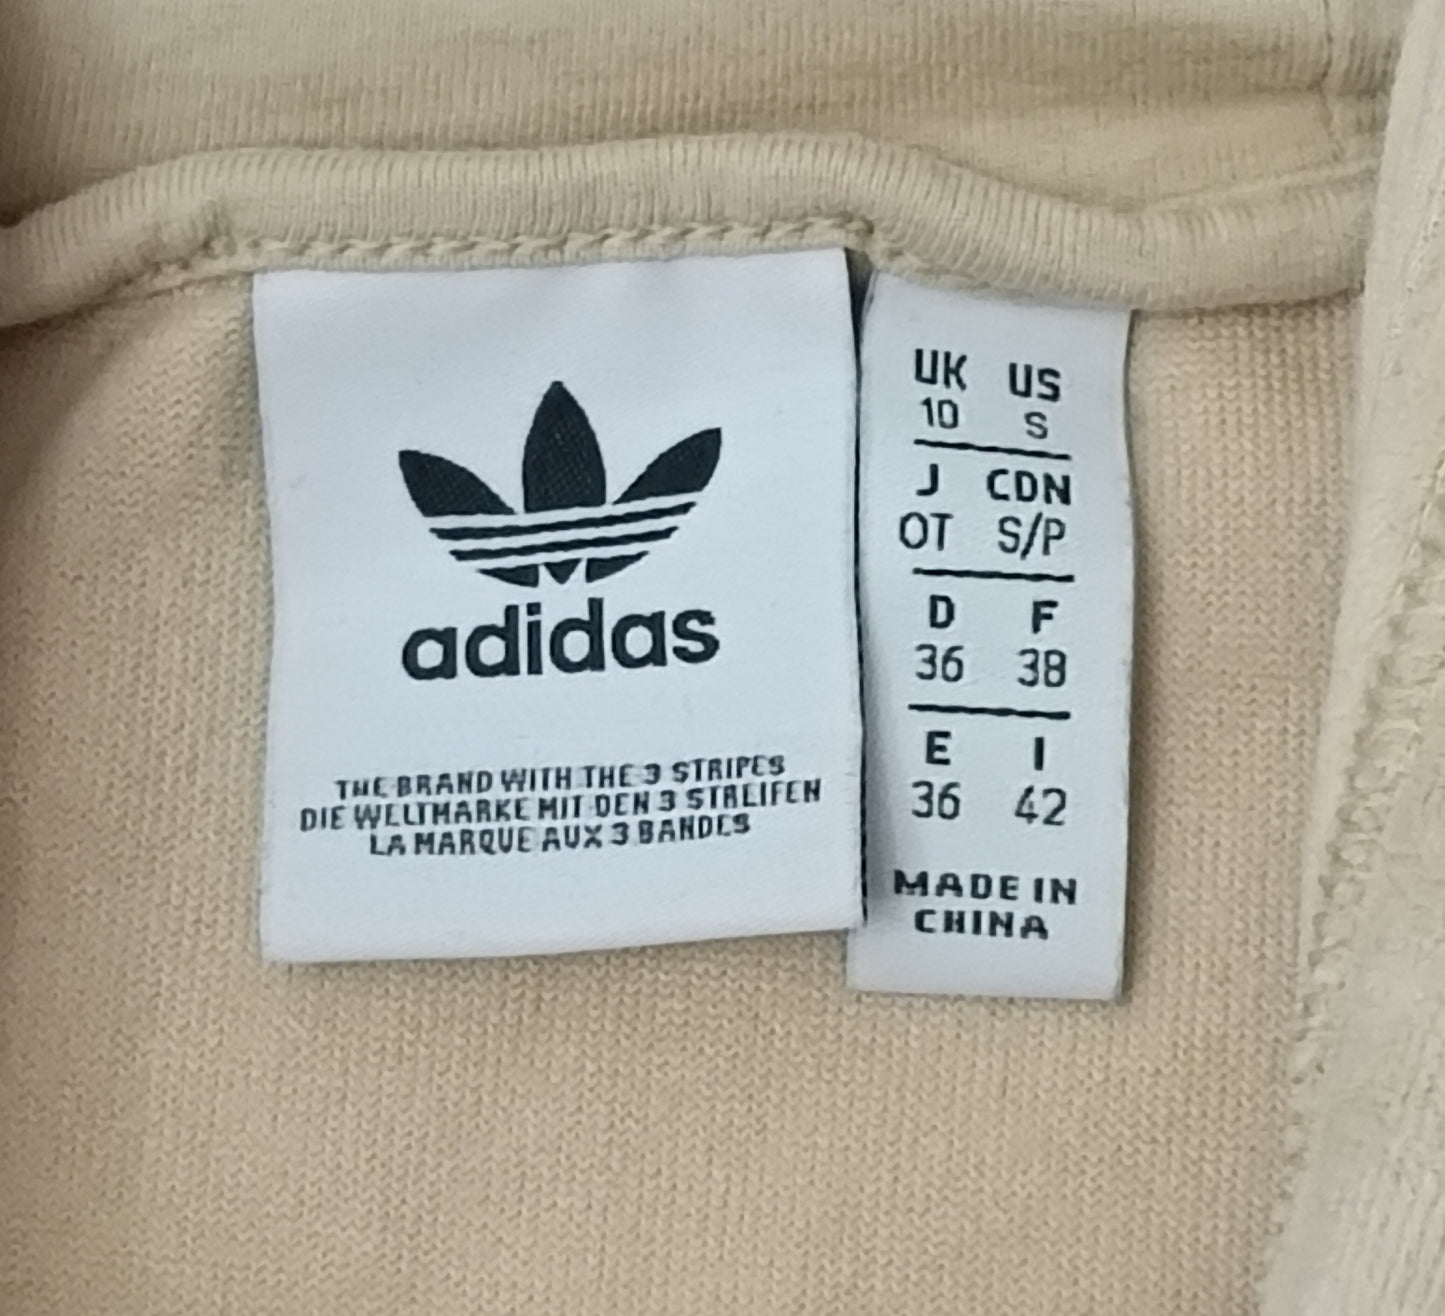 adidas
THE BRAND WITH THE 3 STRIPES
DIE WELTMARKE MIT DEN 3 STREIFEN
LA MARQUE AUX 3 BANDES
UK US
10 S
J CDN
OT S/P
D F
36 38
E I
36 42
MADE IN
CHINA